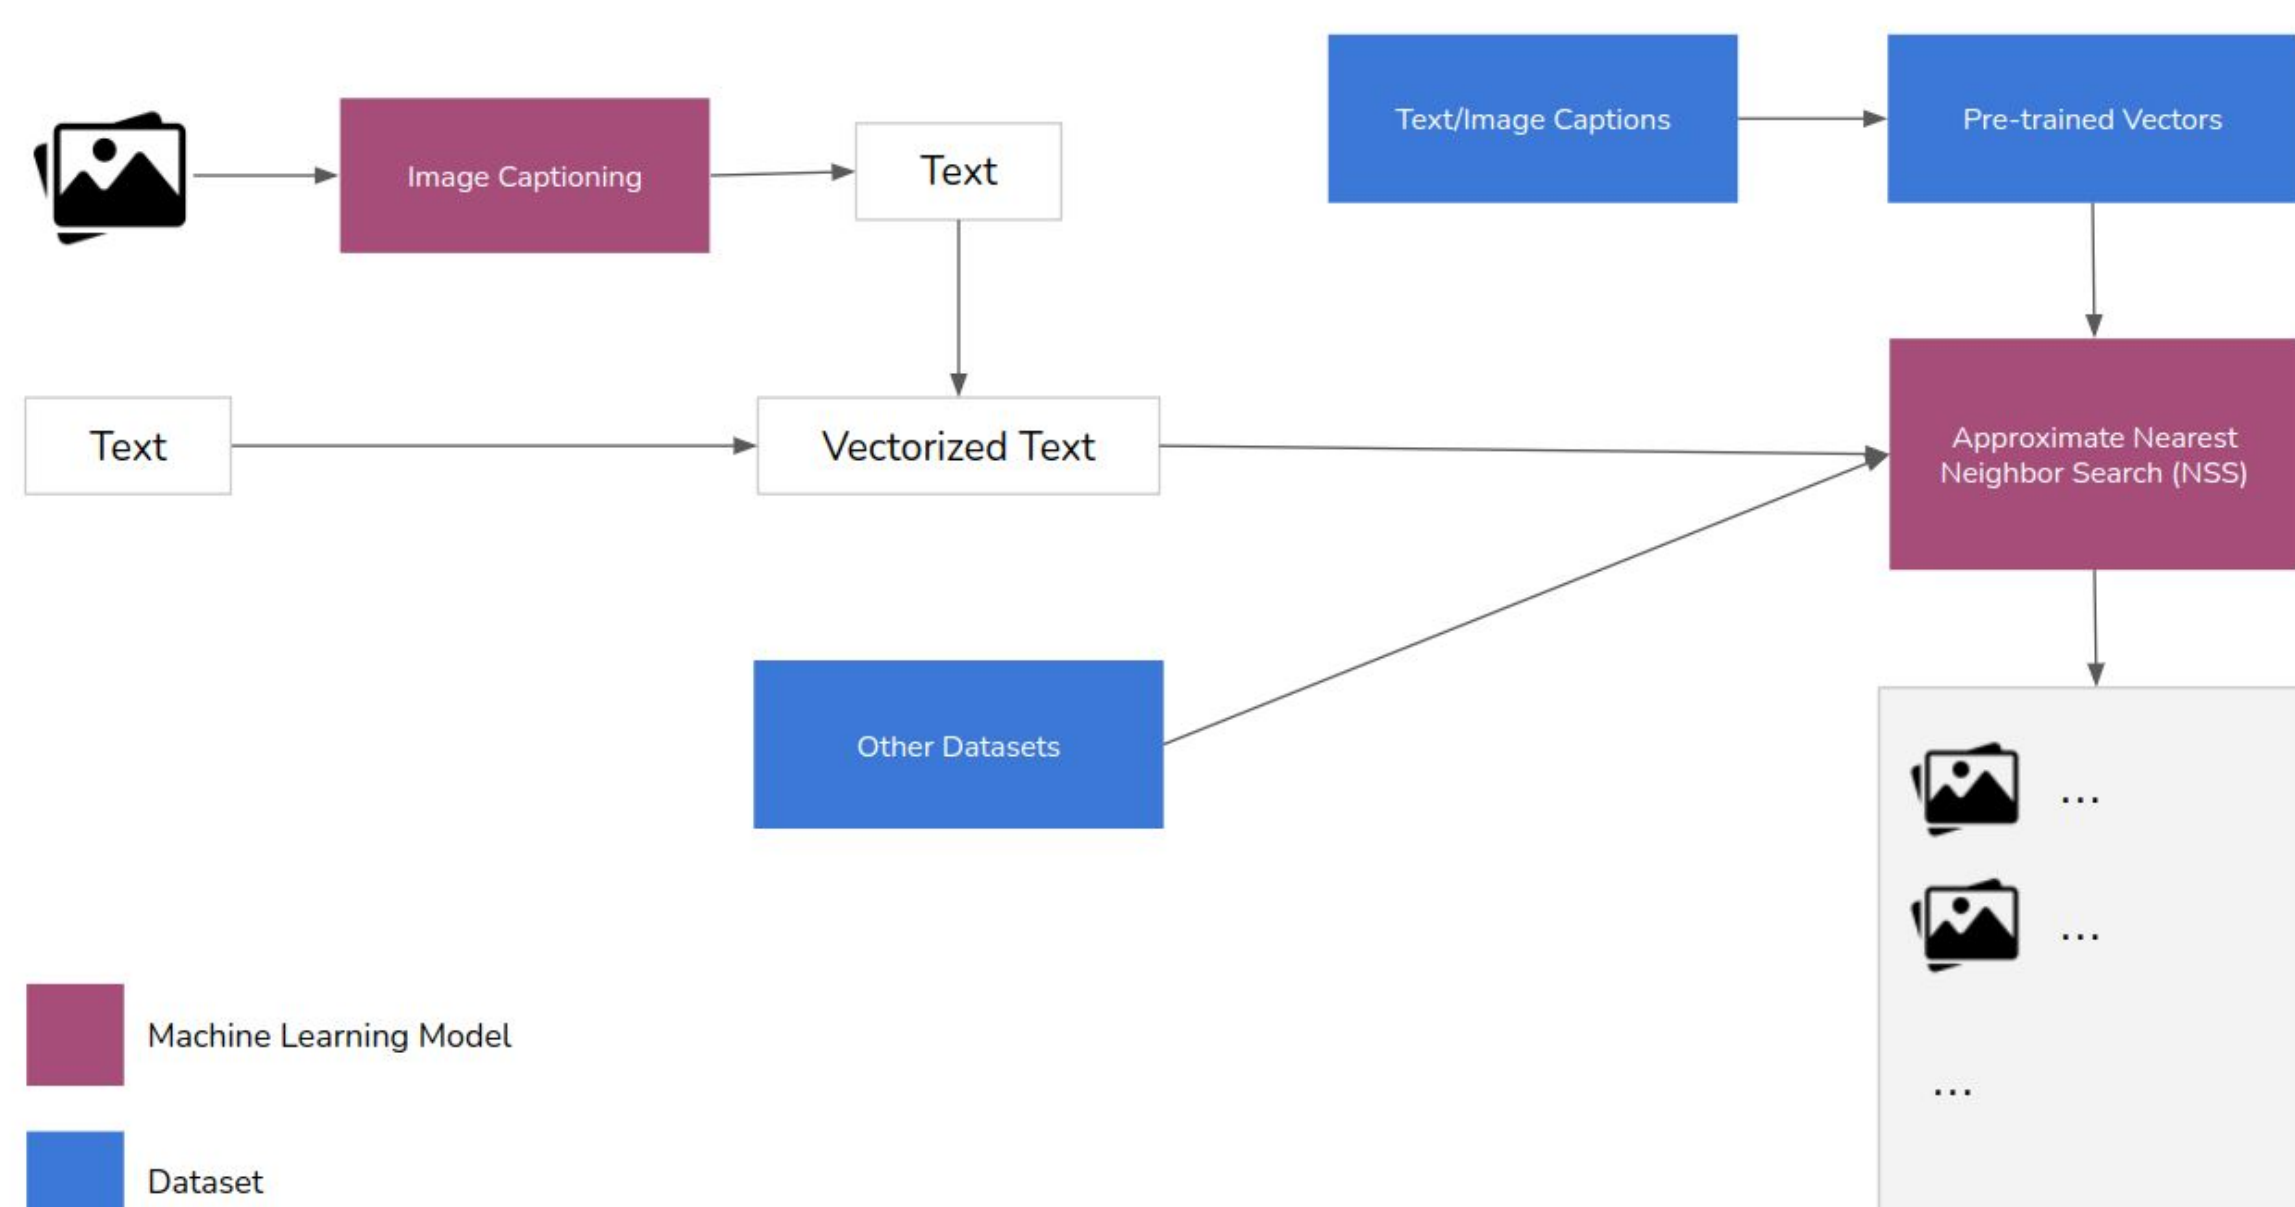 Text/Image Captions
Pre-trained Vectors
Image Captioning
Text
Text
Vectorized Text
Approximate Nearest
Neighbor Search (NSS)
Other Datasets
...
...
...
Machine Learning Model
Dataset